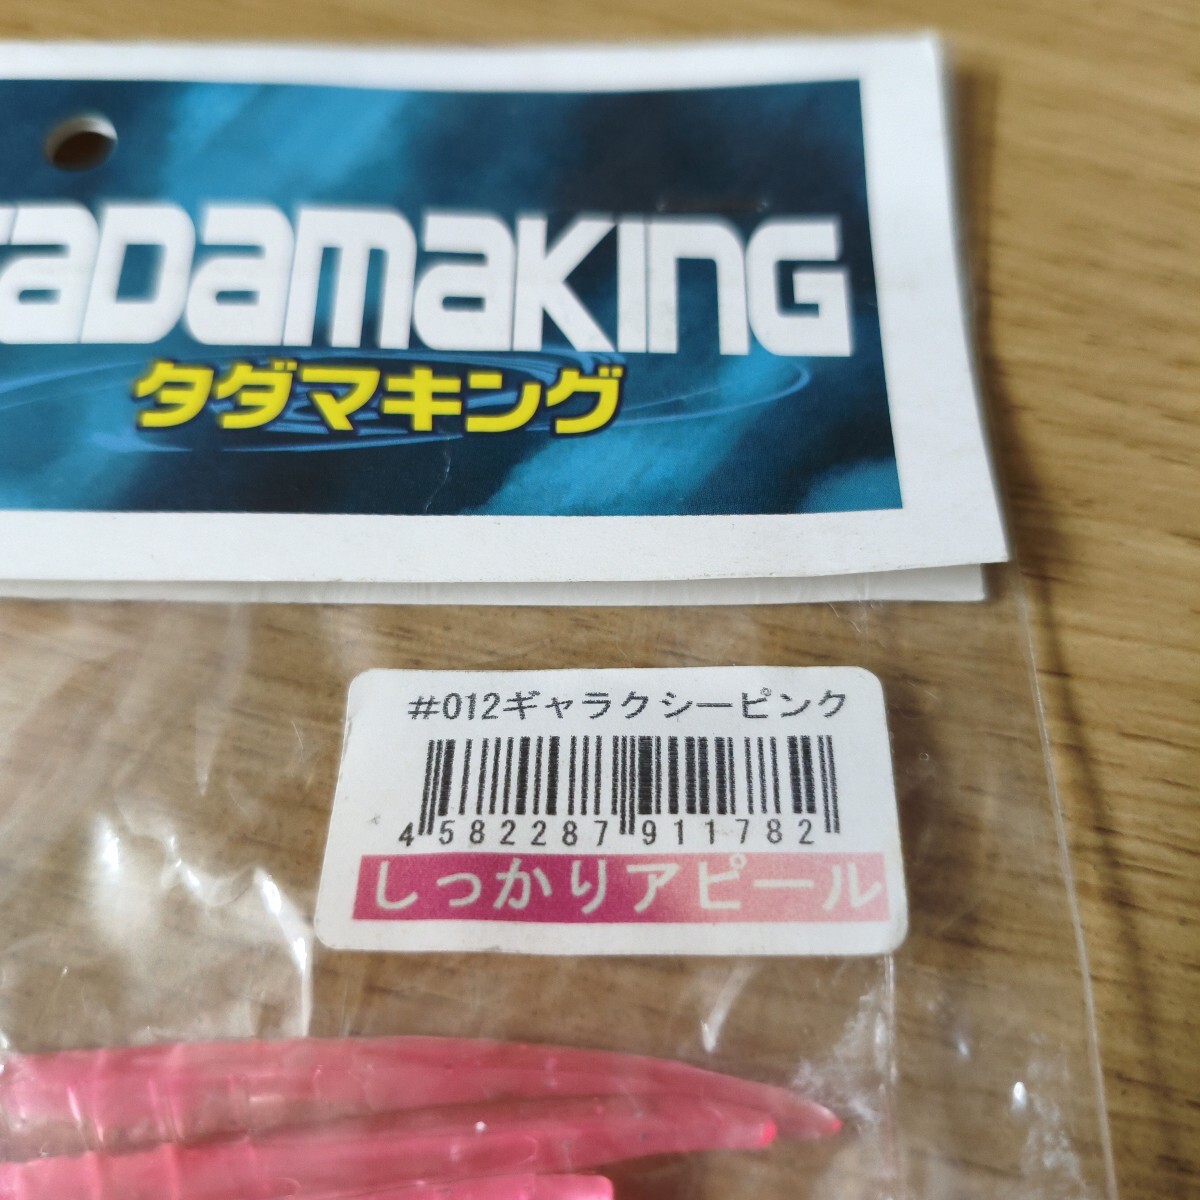 TADAMAKING
タダマキング
#012ギャラクシーピンク
4582287911782
しっかりアピール